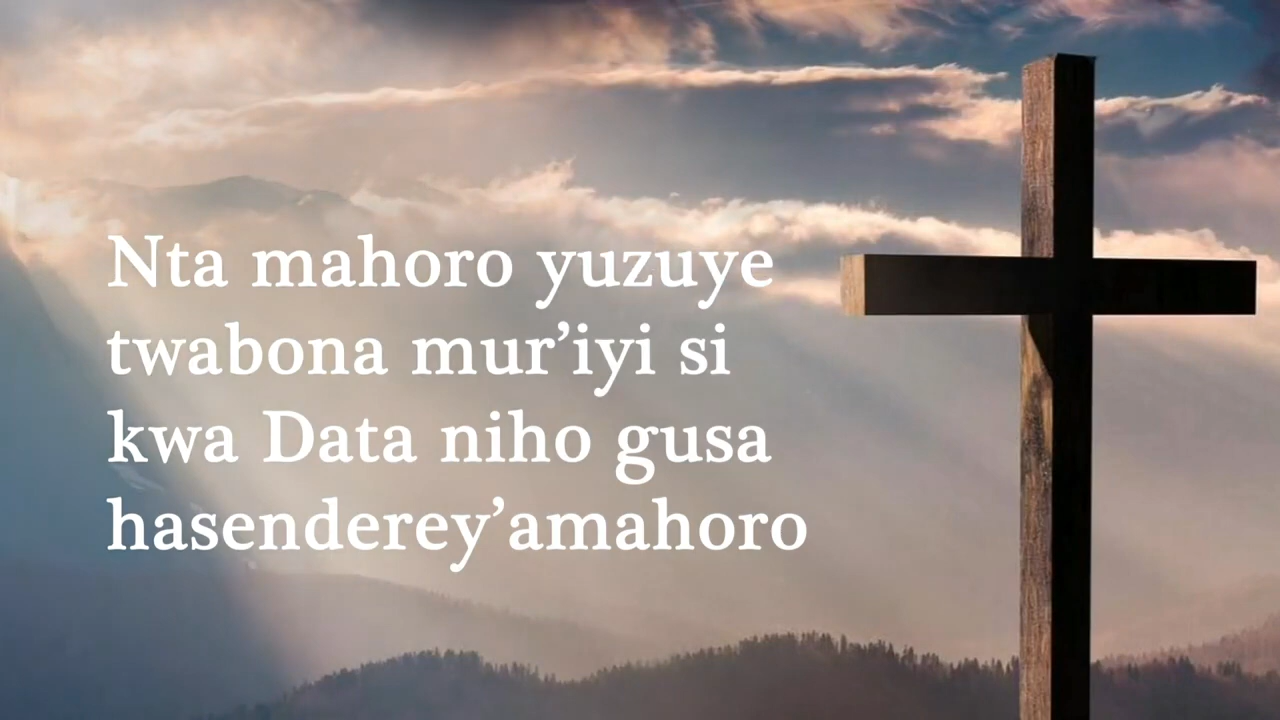 Nta mahoro yuzuye
twabona mur’iyi si
kwa Data niho gusa
hasenderey’amahoro